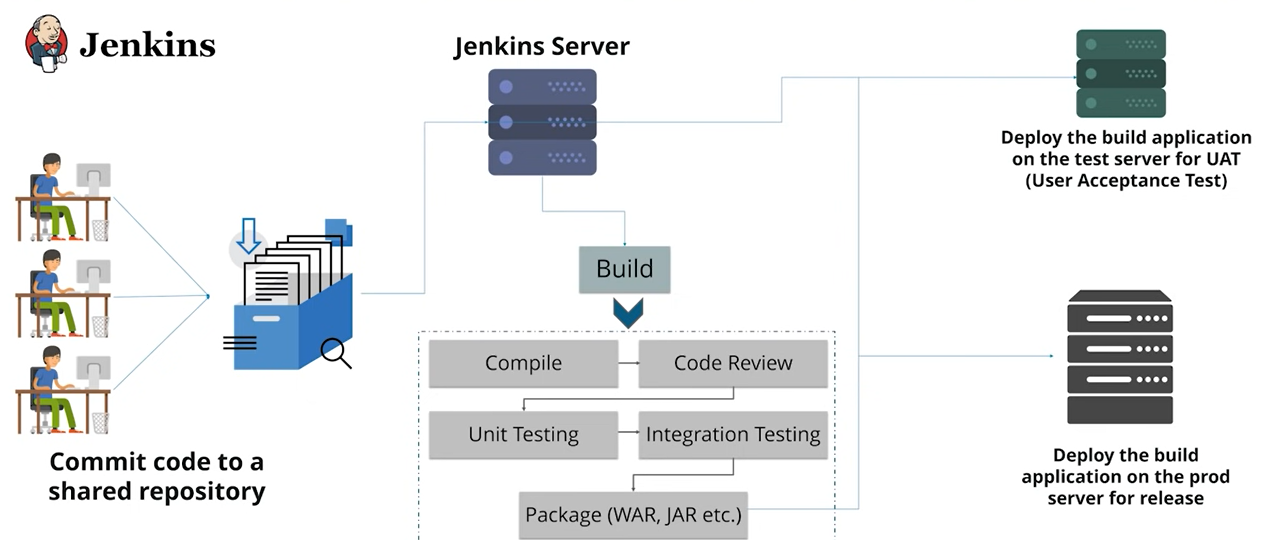 Jenkins
Jenkins Server
Deploy the build application
on the test server for UAT
(User Acceptance Test)
Build
Compile
Code Review
Unit Testing
Integration Testing
Package (WAR, JAR etc.)
Commit code to a
shared repository
Deploy the build
application on the prod
server for release